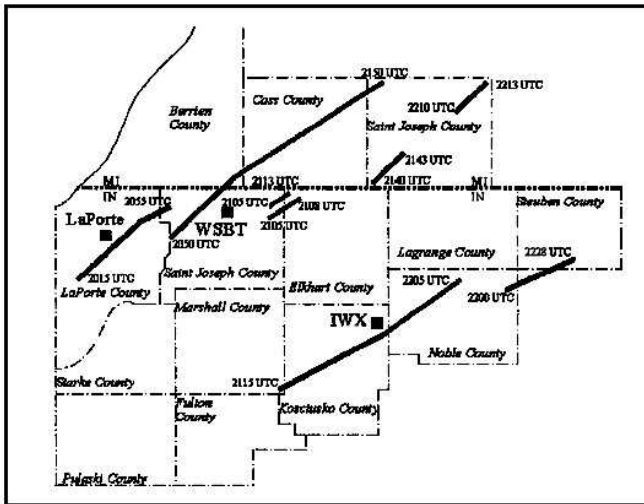 2150 UTC
2213 UTC
Cass County
2210 UTC
Berrien
County
Saint Joseph County
2143 UTC
2140 UTC
MI
IN
2113 UTC
MI
IN
2055 UTC
2105 UTC
2108 UTC
Steuben County
LaPorte
WSBT
2105 UTC
2050 UTC
Lagrange County
2228 UTC
Saint Joseph County
2015 UTC
Elkhart County
2205 UTC
LaPorte County
2200 UTC
Marshall County
IWX
Noble County
Starke County
2115 UTC
Fulton
County
Kosciusko County
Pulaski County